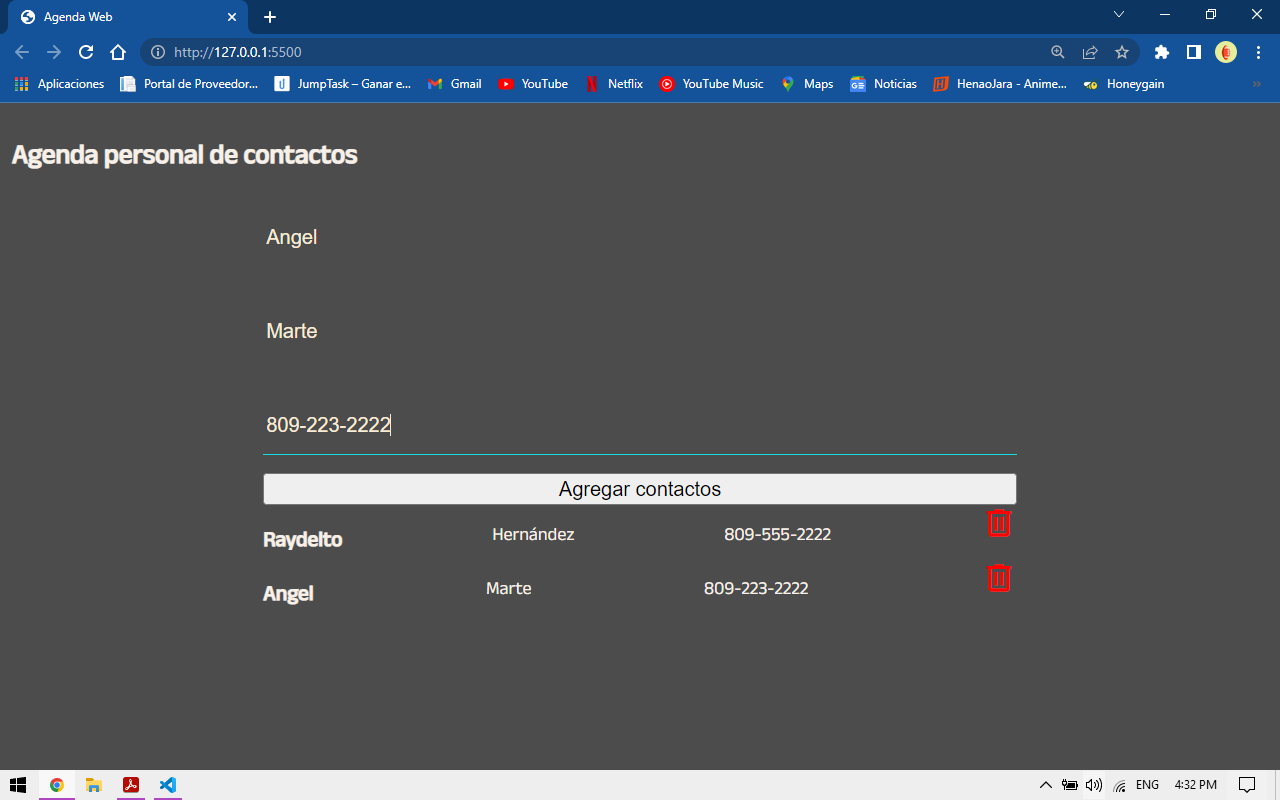 Agenda Web
http://127.0.0.1:5500
Aplicaciones Portal de Proveedor... JumpTask – Ganar e... Gmail YouTube Netflix YouTube Music Maps Noticias HenaoJara - Anime... Honeygain »
Agenda personal de contactos
Angel
Marte
809-223-2222
Agregar contactos
Raydelto Hernández 809-555-2222
Angel Marte 809-223-2222
ENG 4:32 PM